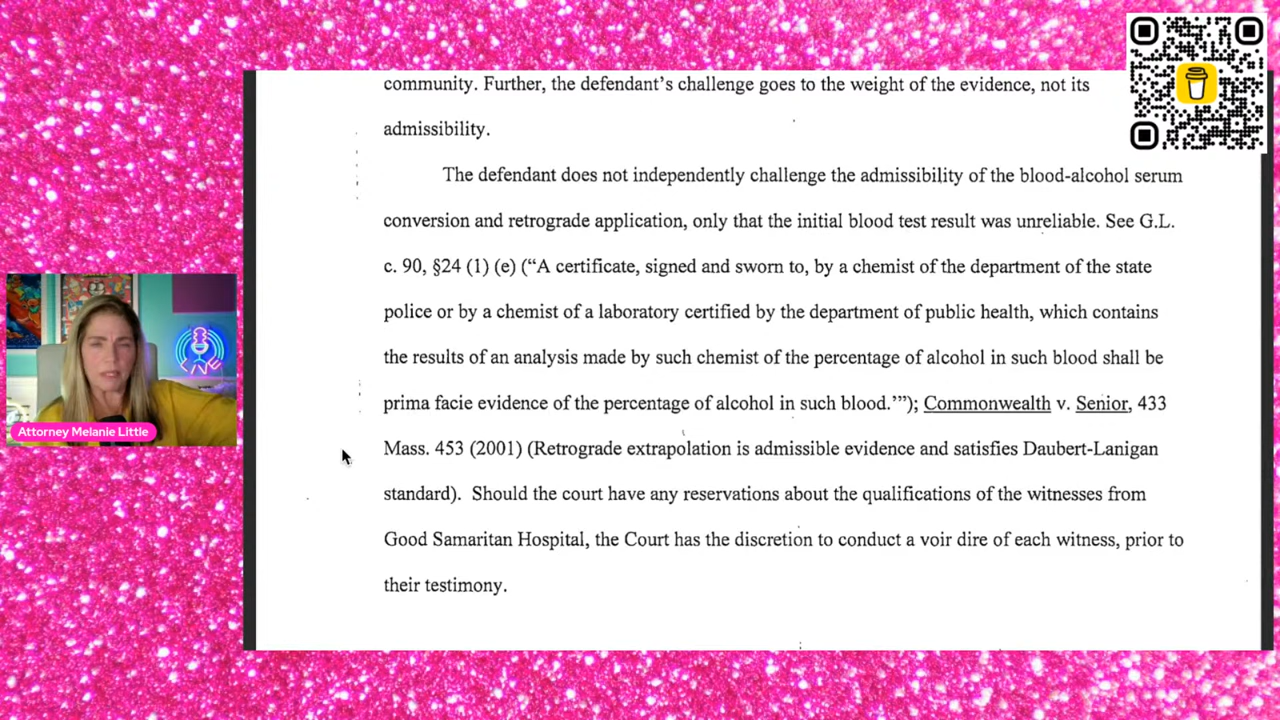 community. Further, the defendant's challenge goes to the weight of the evidence, not its
admissibility.
The defendant does not independently challenge the admissibility of the blood-alcohol serum
conversion and retrograde application, only that the initial blood test result was unreliable. See G.L.
c. 90, §24 (1) (e) (“A certificate, signed and sworn to, by a chemist of the department of the state
police or by a chemist of a laboratory certified by the department of public health, which contains
the results of an analysis made by such chemist of the percentage of alcohol in such blood shall be
prima facie evidence of the percentage of alcohol in such blood.’”); Commonwealth v. Senior, 433
Mass. 453 (2001) (Retrograde extrapolation is admissible evidence and satisfies Daubert-Lanigan
standard). Should the court have any reservations about the qualifications of the witnesses from
Good Samaritan Hospital, the Court has the discretion to conduct a voir dire of each witness, prior to
their testimony.
Attorney Melanie Little